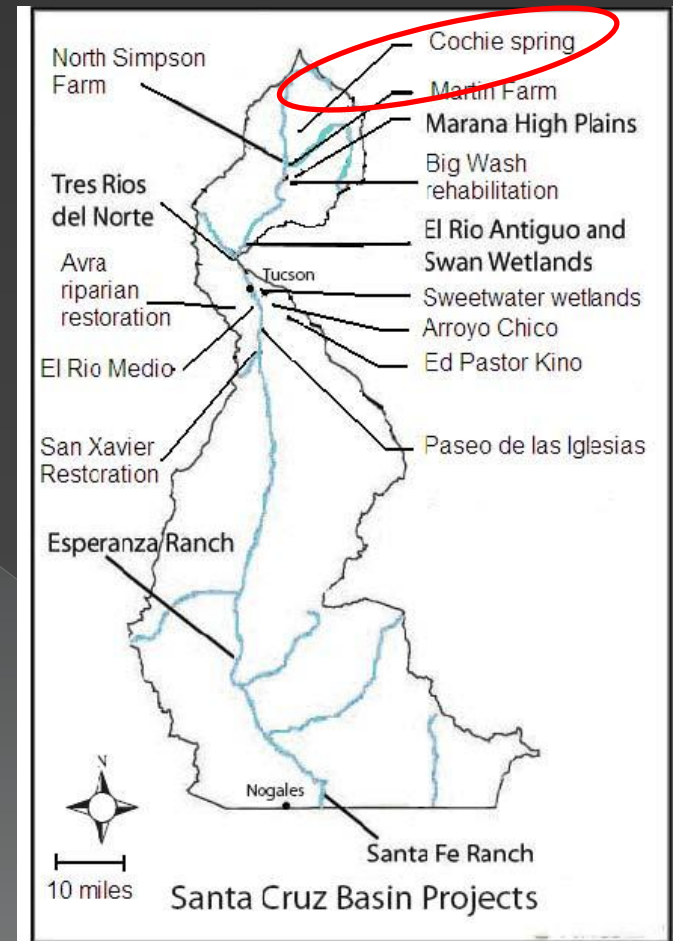 North Simpson
Farm
Cochie spring
Martin Farm
Marana High Plains
Big Wash
rehabilitation
Tres Rios
del Norte
El Rio Antiguo and
Swan Wetlands
Avra
riparian
restoration
Tucson
Sweetwater wetlands
Arroyo Chico
Ed Pastor Kino
El Rio Medio
San Xavier
Restoration
Paseo de las Iglesias
Esperanza Ranch
N
Nogales
Santa Fe Ranch
10 miles
Santa Cruz Basin Projects